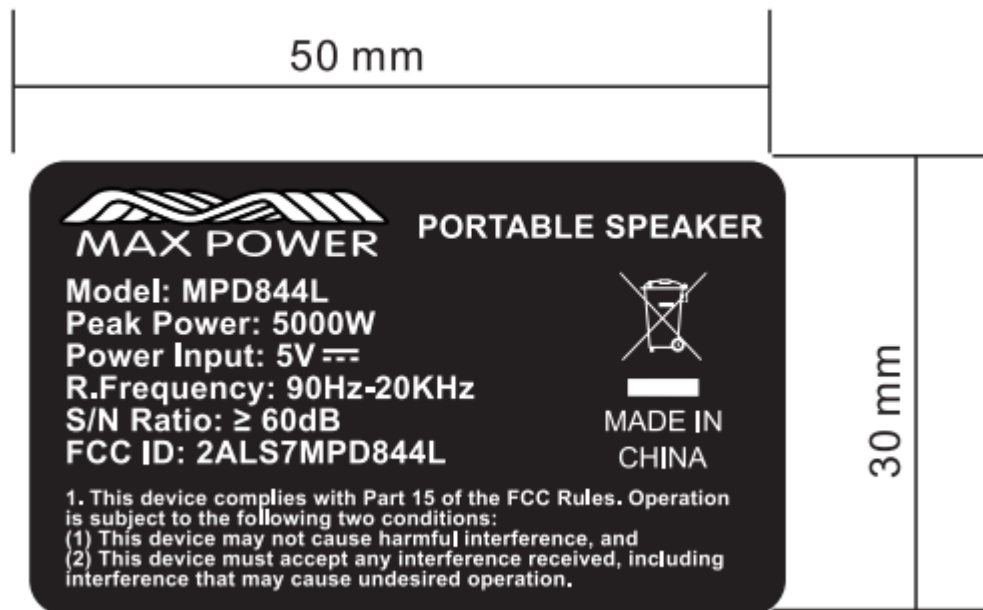 50 mm
MAX POWER
PORTABLE SPEAKER
Model: MPD844L
Peak Power: 5000W
Power Input: 5V ⎓
R.Frequency: 90Hz-20KHz
S/N Ratio: ≥ 60dB
FCC ID: 2ALS7MPD844L
MADE IN
CHINA
30 mm
1. This device complies with Part 15 of the FCC Rules. Operation
is subject to the following two conditions:
(1) This device may not cause harmful interference, and
(2) This device must accept any interference received, including
interference that may cause undesired operation.